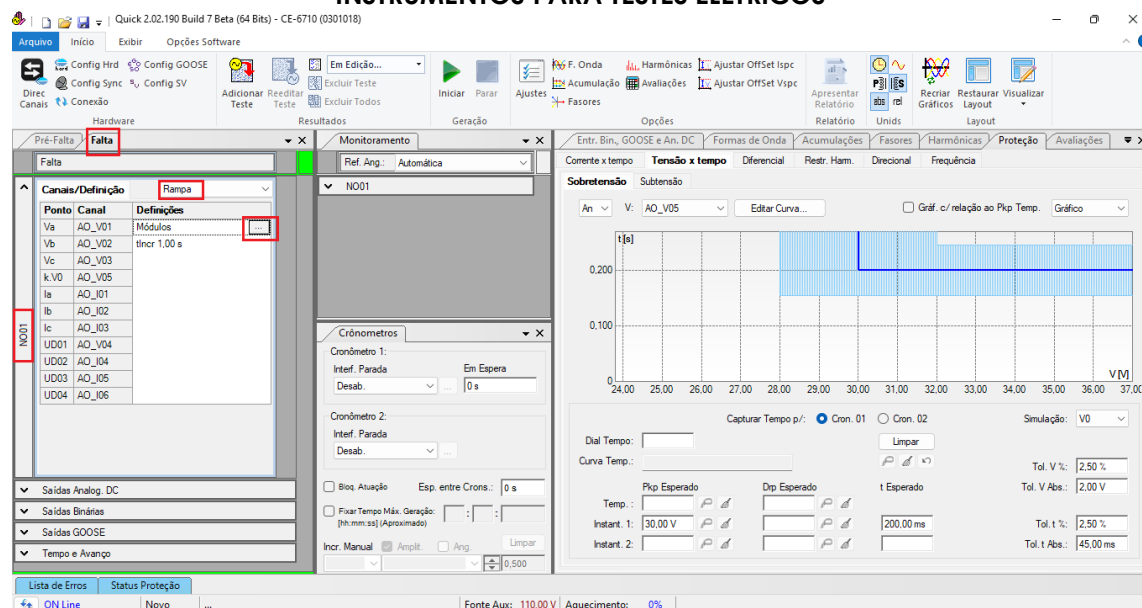 INSTRUMENTOS PARA TESTES ELÉTRICOS
Quick 2.02.190 Build 7 Beta (64 Bits) - CE-6710 (0301018)
Arquivo Início Exibir Opções Software
Direc Canais
Config Hrd Config GOOSE
Config Sync Config SV
Conexão
Hardware
Adicionar Teste
Reeditar Teste
Em Edição...
Excluir Teste
Excluir Todos
Resultados
Iniciar Parar
Geração
Ajustes
F. Onda Harmônicas Ajustar OffSet Ispc
Acumulação Avaliações Ajustar OffSet Vspc
Fasores
Opções
Apresentar Relatório
Relatório
abs rel
Unids
Recriar Gráficos
Restaurar Layout
Visualizar
Layout
Pré-Falta Falta
Falta
NO01
Canais/Definição Rampa
Ponto Canal Definições
Va AO_V01 Módulos ...
Vb AO_V02 tIncr 1,00 s
Vc AO_V03
k.V0 AO_V05
Ia AO_I01
Ib AO_I02
Ic AO_I03
UD01 AO_V04
UD02 AO_I04
UD03 AO_I05
UD04 AO_I06
Saídas Analog. DC
Saídas Binárias
Saídas GOOSE
Tempo e Avanço
Monitoramento
Ref. Ang.: Automática
NO01
Crônometros
Cronômetro 1:
Interf. Parada Em Espera
Desab. ... 0 s
Cronômetro 2:
Interf. Parada
Desab. ...
Bloq. Atuação Esp. entre Crons.: 0 s
Fixar Tempo Máx. Geração: : :
[hh:mm:ss] (Aproximado)
Incr. Manual Amplit. Ang. Limpar
0,500
Entr. Bin., GOOSE e An. DC Formas de Onda Acumulações Fasores Harmônicas Proteção Avaliações
Corrente x tempo Tensão x tempo Diferencial Restr. Harm. Direcional Frequência
Sobretensão Subtensão
An V: AO_V05 Editar Curva... Gráf. c/ relação ao Pkp Temp. Gráfico
t [s]
0,200
0,100
0
V [V]
24,00 25,00 26,00 27,00 28,00 29,00 30,00 31,00 32,00 33,00 34,00 35,00 36,00 37,00
Capturar Tempo p/: Cron. 01 Cron. 02 Simulação: V0
Dial Tempo: Limpar
Curva Temp.: Tol. V %: 2,50 %
Pkp Esperado Drp Esperado t Esperado Tol. V Abs.: 2,00 V
Temp. :
Instant. 1: 30,00 V 200,00 ms Tol. t %: 2,50 %
Instant. 2: Tol. t Abs.: 45,00 ms
Lista de Erros Status Proteção
ON Line Novo ... Fonte Aux: 110,00 V Aquecimento: 0%